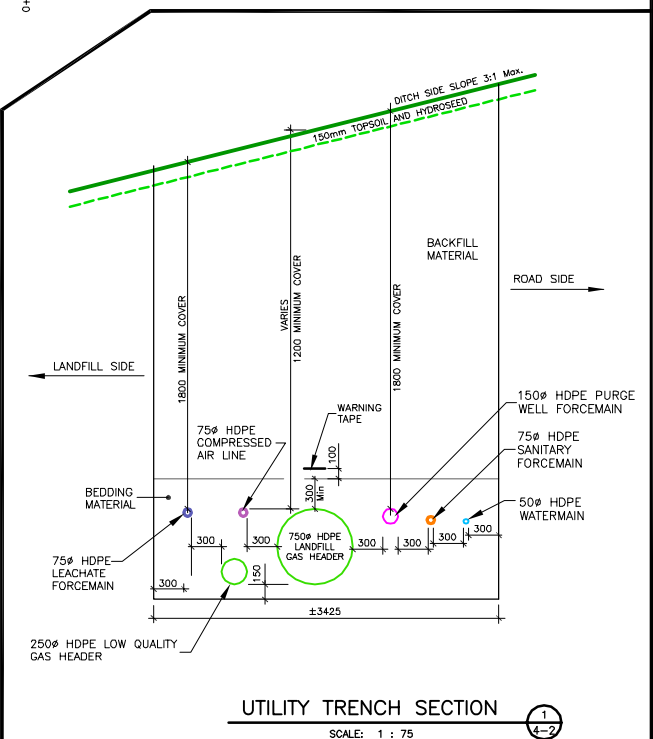 0+
DITCH SIDE SLOPE 3:1 Max.
150mm TOPSOIL AND HYDROSEED
BACKFILL
MATERIAL
ROAD SIDE
LANDFILL SIDE
1800 MINIMUM COVER
VARIES
1200 MINIMUM COVER
1800 MINIMUM COVER
WARNING
TAPE
75ø HDPE
COMPRESSED
AIR LINE
100
300
Min
150ø HDPE PURGE
WELL FORCEMAIN
75ø HDPE
SANITARY
FORCEMAIN
50ø HDPE
WATERMAIN
BEDDING
MATERIAL
75ø HDPE
LEACHATE
FORCEMAIN
750ø HDPE
LANDFILL
GAS HEADER
300
300
300
300
300
300
300
150
±3425
250ø HDPE LOW QUALITY
GAS HEADER
UTILITY TRENCH SECTION
1
4-2
SCALE: 1 : 75